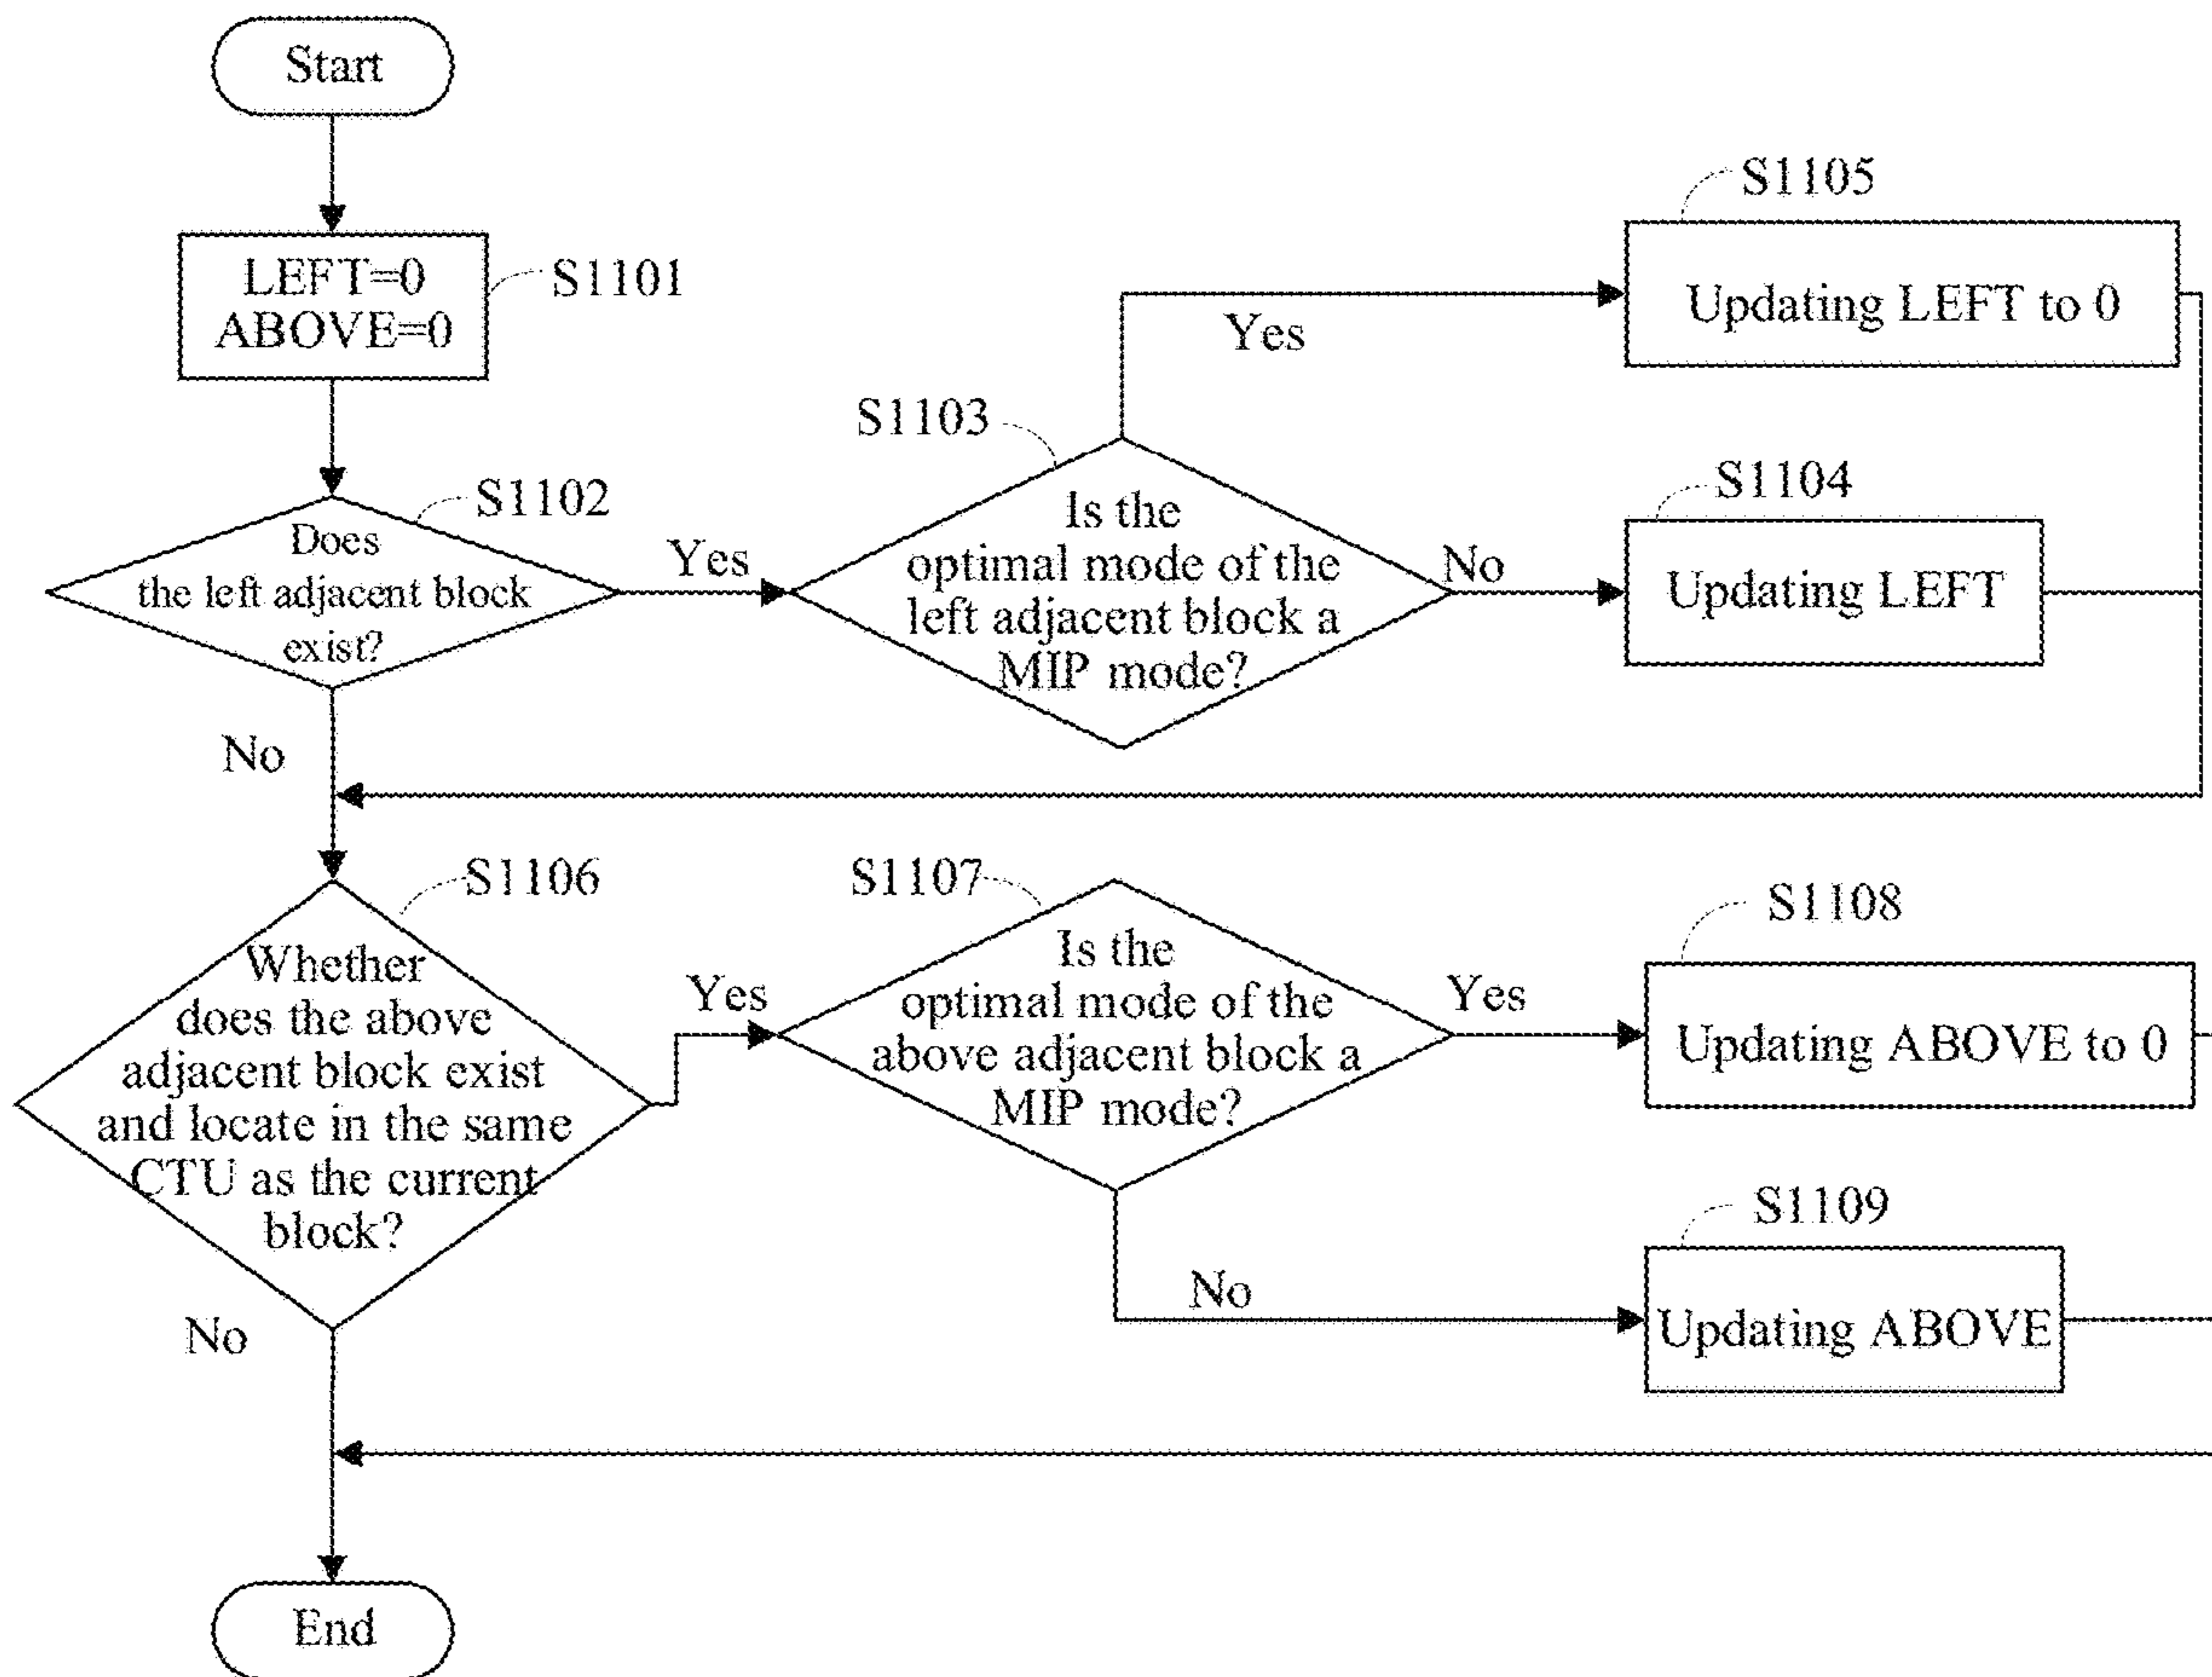 Start
LEFT=0
ABOVE=0
S1101
Does
the left adjacent block
exist?
S1102
Yes
No
Is the
optimal mode of the
left adjacent block a
MIP mode?
S1103
Yes
No
Updating LEFT to 0
S1105
Updating LEFT
S1104
Whether
does the above
adjacent block exist
and locate in the same
CTU as the current
block?
S1106
Yes
No
Is the
optimal mode of the
above adjacent block a
MIP mode?
S1107
Yes
No
Updating ABOVE to 0
S1108
Updating ABOVE
S1109
End